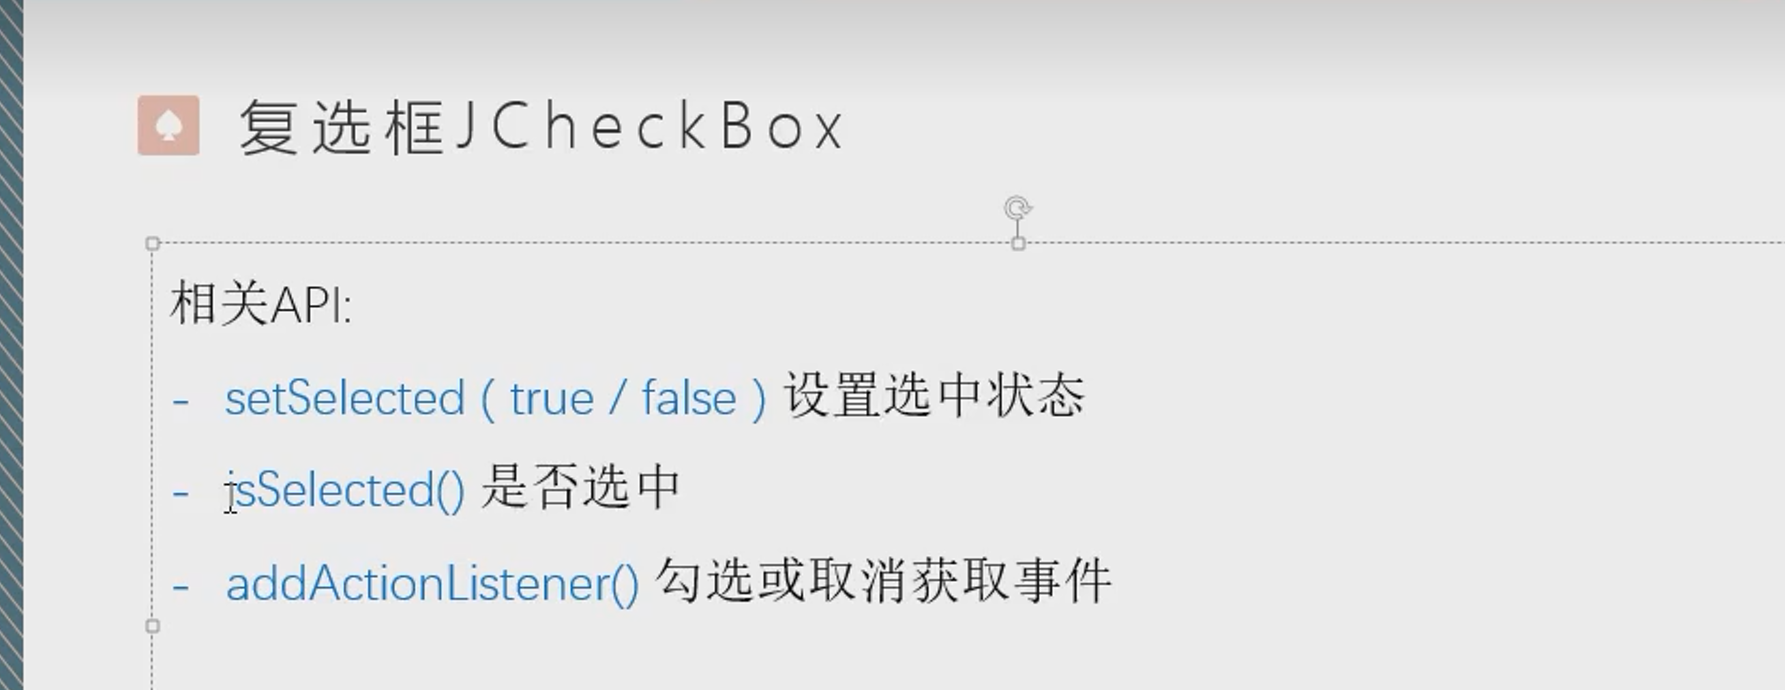 复选框JCheckBox
相关API:
- setSelected ( true / false ) 设置选中状态
- isSelected() 是否选中
- addActionListener() 勾选或取消获取事件